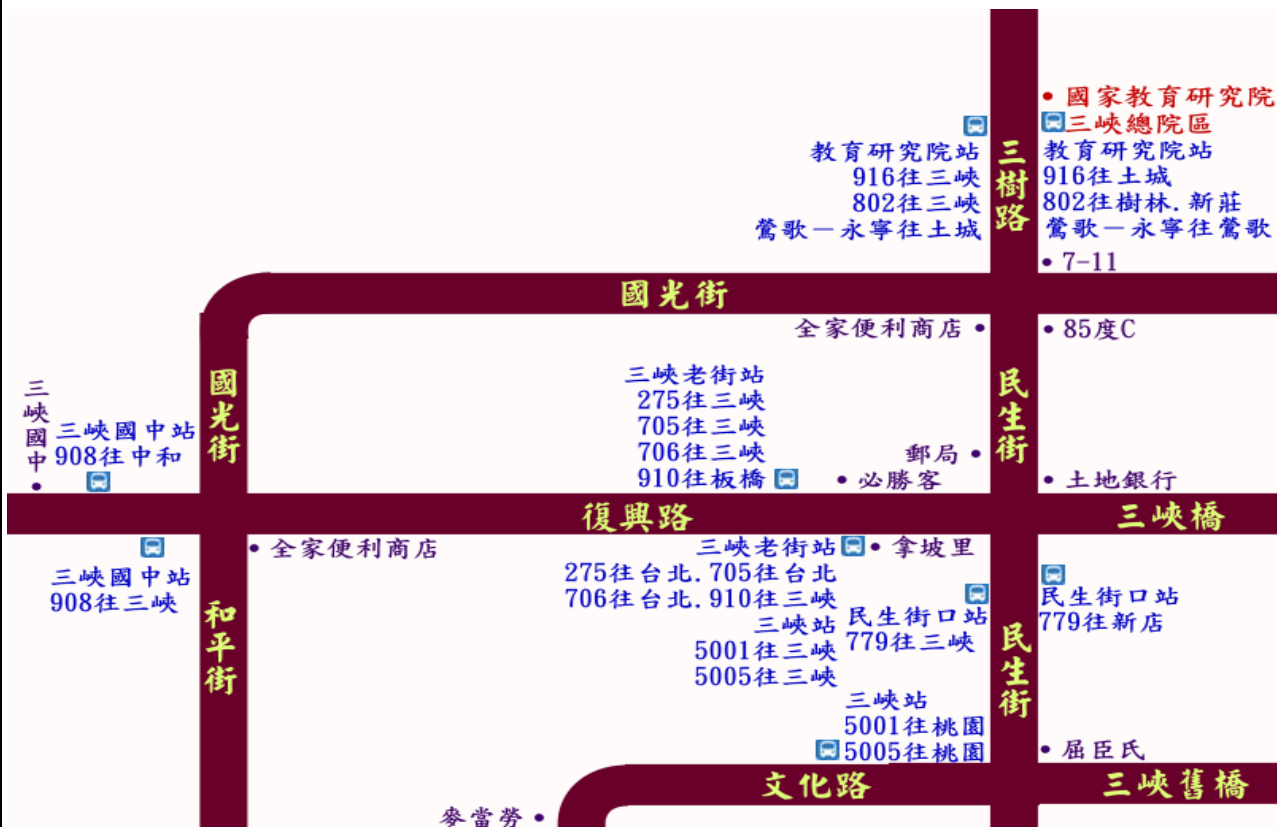 • 國家教育研究院
三峽總院區
教育研究院站
916往三峽
802往三峽
鶯歌－永寧往土城
三樹路
教育研究院站
916往土城
802往樹林.新莊
鶯歌－永寧往鶯歌
• 7-11
國光街
全家便利商店 •
• 85度C
三峽國中 •
三峽國中站
908往中和
國光街
三峽老街站
275往三峽
705往三峽
706往三峽
910往板橋
郵局 •
• 必勝客
民生街
• 土地銀行
復興路
三峽橋
三峽國中站
908往三峽
• 全家便利商店
和平街
三峽老街站
275往台北.705往台北
706往台北.910往三峽
三峽站
5001往三峽
5005往三峽
• 拿坡里
民生街口站
779往三峽
三峽站
5001往桃園
5005往桃園
民生街
民生街口站
779往新店
• 屈臣氏
文化路
三峽舊橋
麥當勞 •